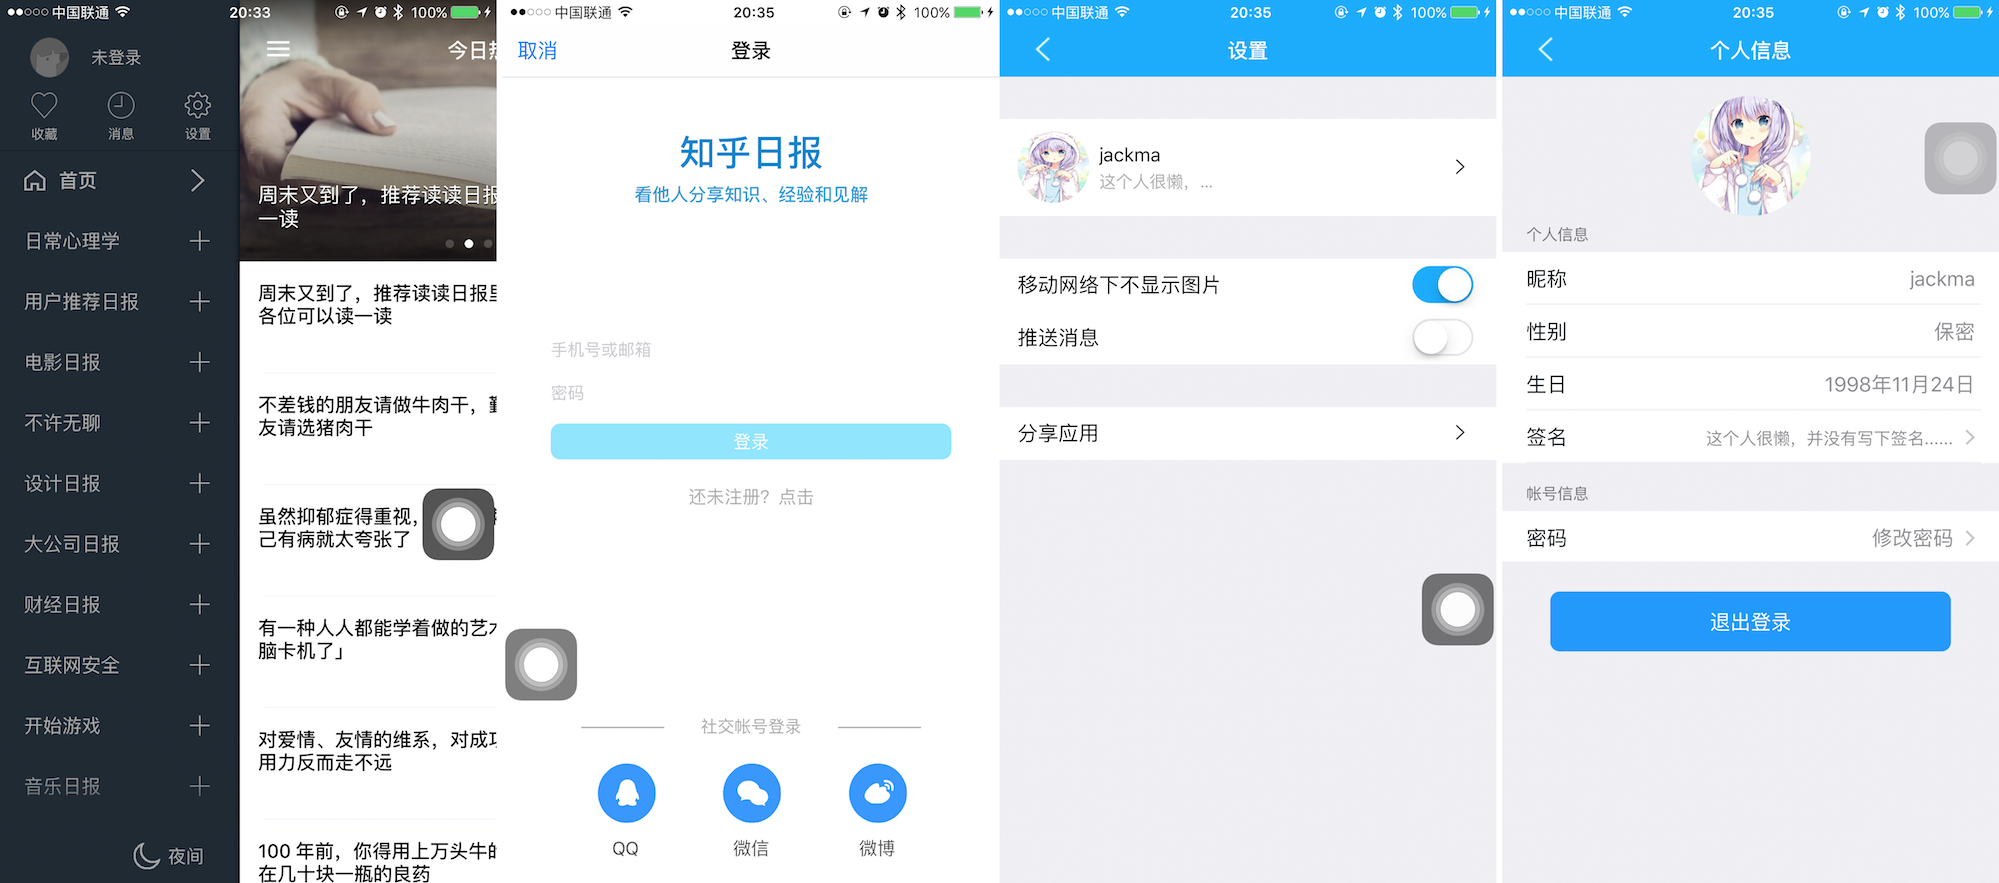 中国联通
20:33
100%
未登录
收藏
消息
设置
首页
日常心理学
用户推荐日报
电影日报
不许无聊
设计日报
大公司日报
财经日报
互联网安全
开始游戏
音乐日报
夜间
今日热
周末又到了，推荐读读日报
一读
周末又到了，推荐读读日报里
各位可以读一读
不差钱的朋友请做牛肉干，
友请选猪肉干
虽然抑郁症得重视，
己有病就太夸张了
有一种人人都能学着做的艺术
脑卡机了」
对爱情、友情的维系，对成功
用力反而走不远
100 年前，你得用上万头牛的
在几十块一瓶的良药
中国联通
20:35
100%
取消
登录
知乎日报
看他人分享知识、经验和见解
手机号或邮箱
密码
登录
还未注册？点击
社交帐号登录
QQ
微信
微博
中国联通
20:35
100%
设置
jackma
这个人很懒，...
移动网络下不显示图片
推送消息
分享应用
中国联通
20:35
100%
个人信息
个人信息
昵称
jackma
性别
保密
生日
1998年11月24日
签名
这个人很懒，并没有写下签名......
帐号信息
密码
修改密码
退出登录